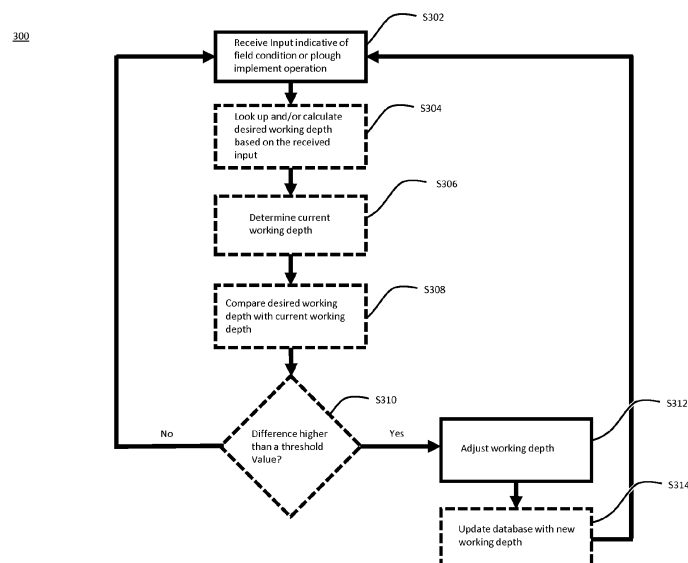 300
S302
Receive Input indicative of
field condition or plough
implement operation
S304
Look up and/or calculate
desired working depth
based on the received
input
S306
Determine current
working depth
S308
Compare desired working
depth with current working
depth
S310
Difference higher
than a threshold
Value?
No
Yes
S312
Adjust working depth
S314
Update database with new
working depth